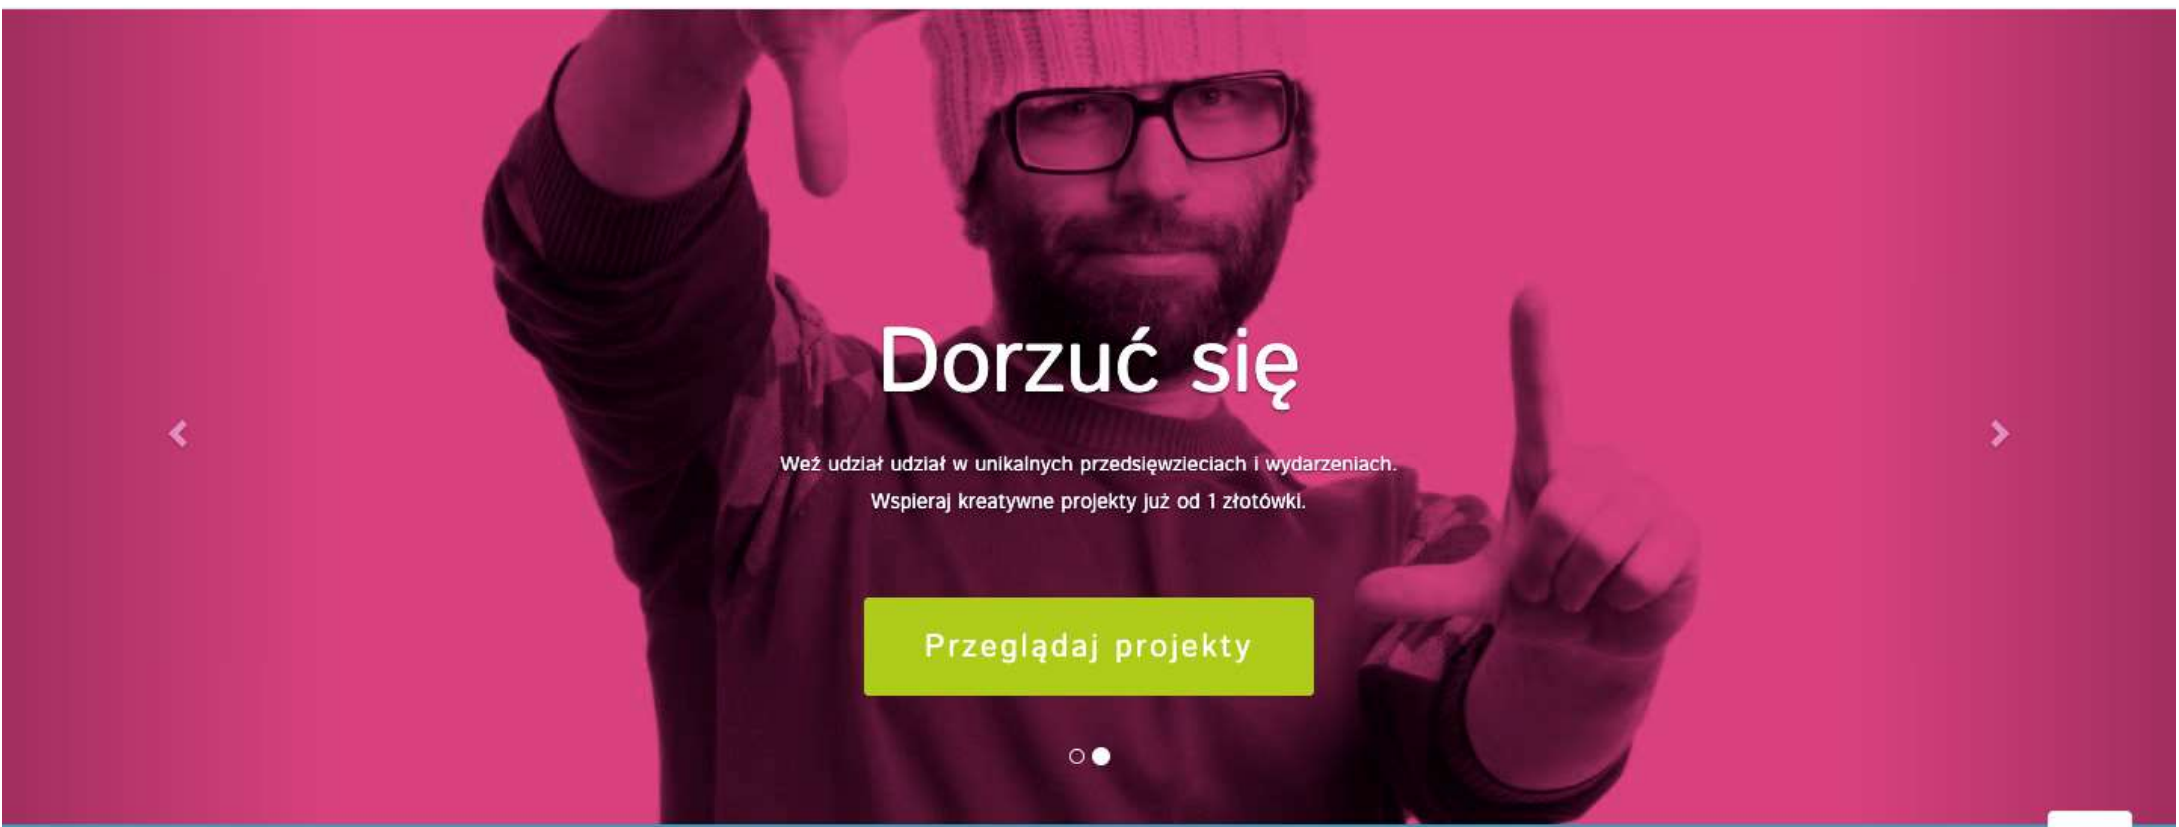 Dorzuć się
Weź udział udział w unikalnych przedsięwzieciach i wydarzeniach.
Wspieraj kreatywne projekty już od 1 złotówki.
Przeglądaj projekty